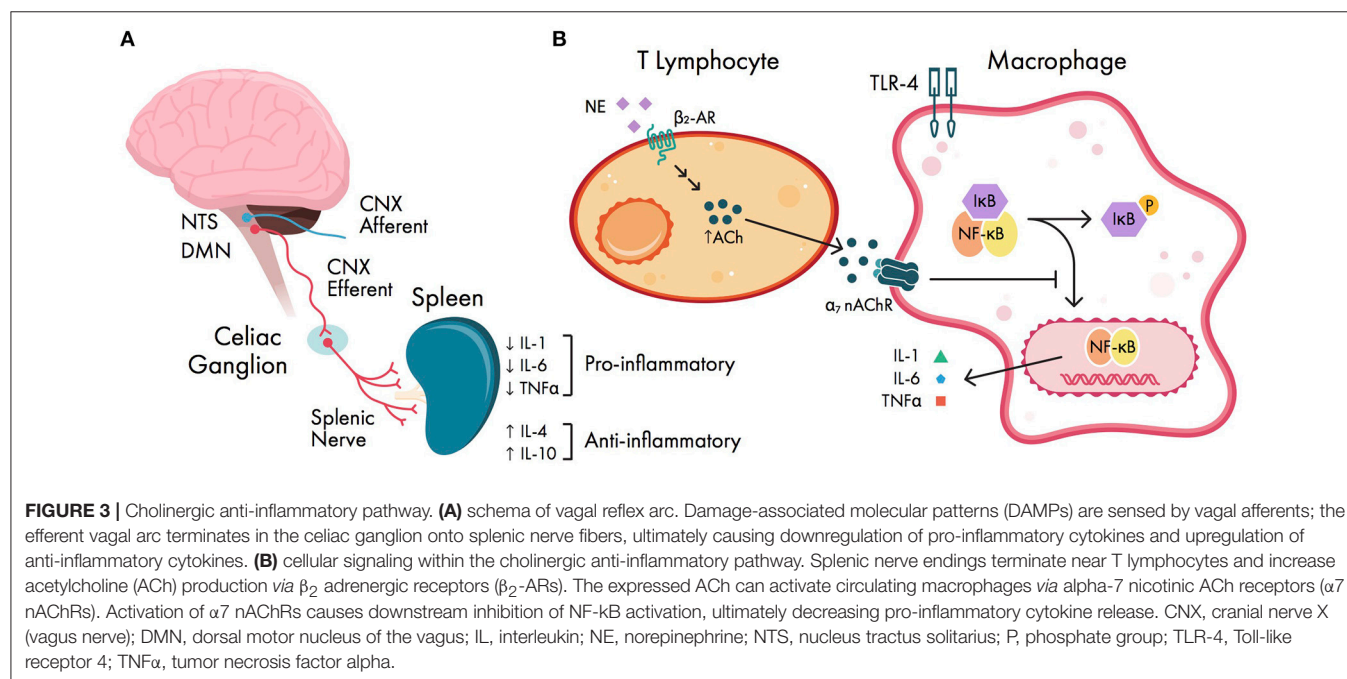 A
NTS
DMN
CNX
Afferent
CNX
Efferent
Celiac
Ganglion
Splenic
Nerve
Spleen
↓ IL-1
↓ IL-6
↓ TNFα
Pro-inflammatory
↑ IL-4
↑ IL-10
Anti-inflammatory
B
T Lymphocyte
NE
β₂-AR
↑ACh
α₇ nAChR
Macrophage
TLR-4
IκB
NF-κB
IκB
P
NF-κB
IL-1
IL-6
TNFα
FIGURE 3 | Cholinergic anti-inflammatory pathway. (A) schema of vagal reflex arc. Damage-associated molecular patterns (DAMPs) are sensed by vagal afferents; the
efferent vagal arc terminates in the celiac ganglion onto splenic nerve fibers, ultimately causing downregulation of pro-inflammatory cytokines and upregulation of
anti-inflammatory cytokines. (B) cellular signaling within the cholinergic anti-inflammatory pathway. Splenic nerve endings terminate near T lymphocytes and increase
acetylcholine (ACh) production via β₂ adrenergic receptors (β₂-ARs). The expressed ACh can activate circulating macrophages via alpha-7 nicotinic ACh receptors (α7
nAChRs). Activation of α7 nAChRs causes downstream inhibition of NF-kB activation, ultimately decreasing pro-inflammatory cytokine release. CNX, cranial nerve X
(vagus nerve); DMN, dorsal motor nucleus of the vagus; IL, interleukin; NE, norepinephrine; NTS, nucleus tractus solitarius; P, phosphate group; TLR-4, Toll-like
receptor 4; TNFα, tumor necrosis factor alpha.